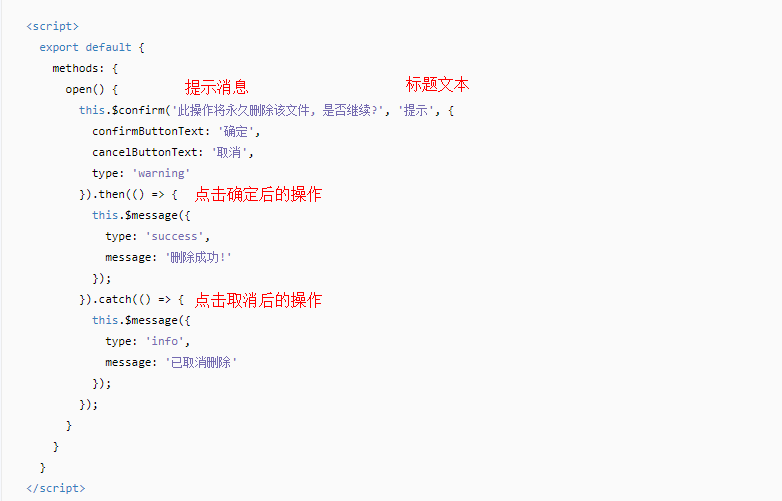 <script>
export default {
methods: {
open() { 提示消息 标题文本
this.$confirm('此操作将永久删除该文件, 是否继续?', '提示', {
confirmButtonText: '确定',
cancelButtonText: '取消',
type: 'warning'
}).then(() => { 点击确定后的操作
this.$message({
type: 'success',
message: '删除成功!'
});
}).catch(() => { 点击取消后的操作
this.$message({
type: 'info',
message: '已取消删除'
});
});
}
}
}
</script>